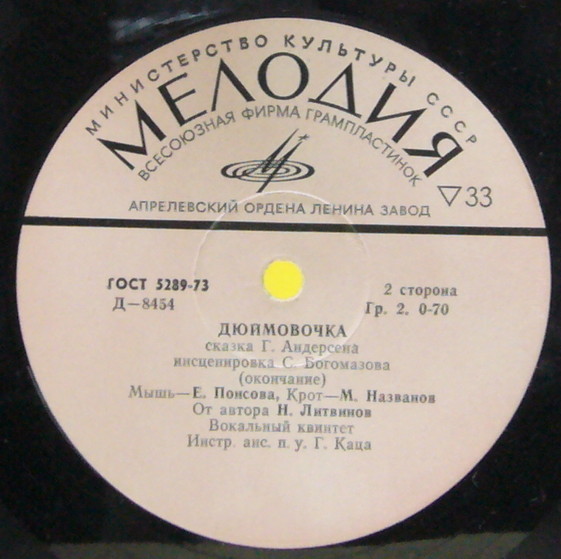 МИНИСТЕРСТВО КУЛЬТУРЫ СССР
МЕЛОДИЯ
ВСЕСОЮЗНАЯ ФИРМА ГРАМПЛАСТИНОК
АПРЕЛЕВСКИЙ ОРДЕНА ЛЕНИНА ЗАВОД
▽33
ГОСТ 5289-73
Д—8454
2 сторона
Гр. 2. 0-70
ДЮЙМОВОЧКА
сказка Г. Андерсена
инсценировка С. Богомазова
(окончание)
Мышь—Е. Понсова, Крот—М. Названов
От автора Н. Литвинов
Вокальный квинтет
Инстр. анс. п. у. Г. Каца